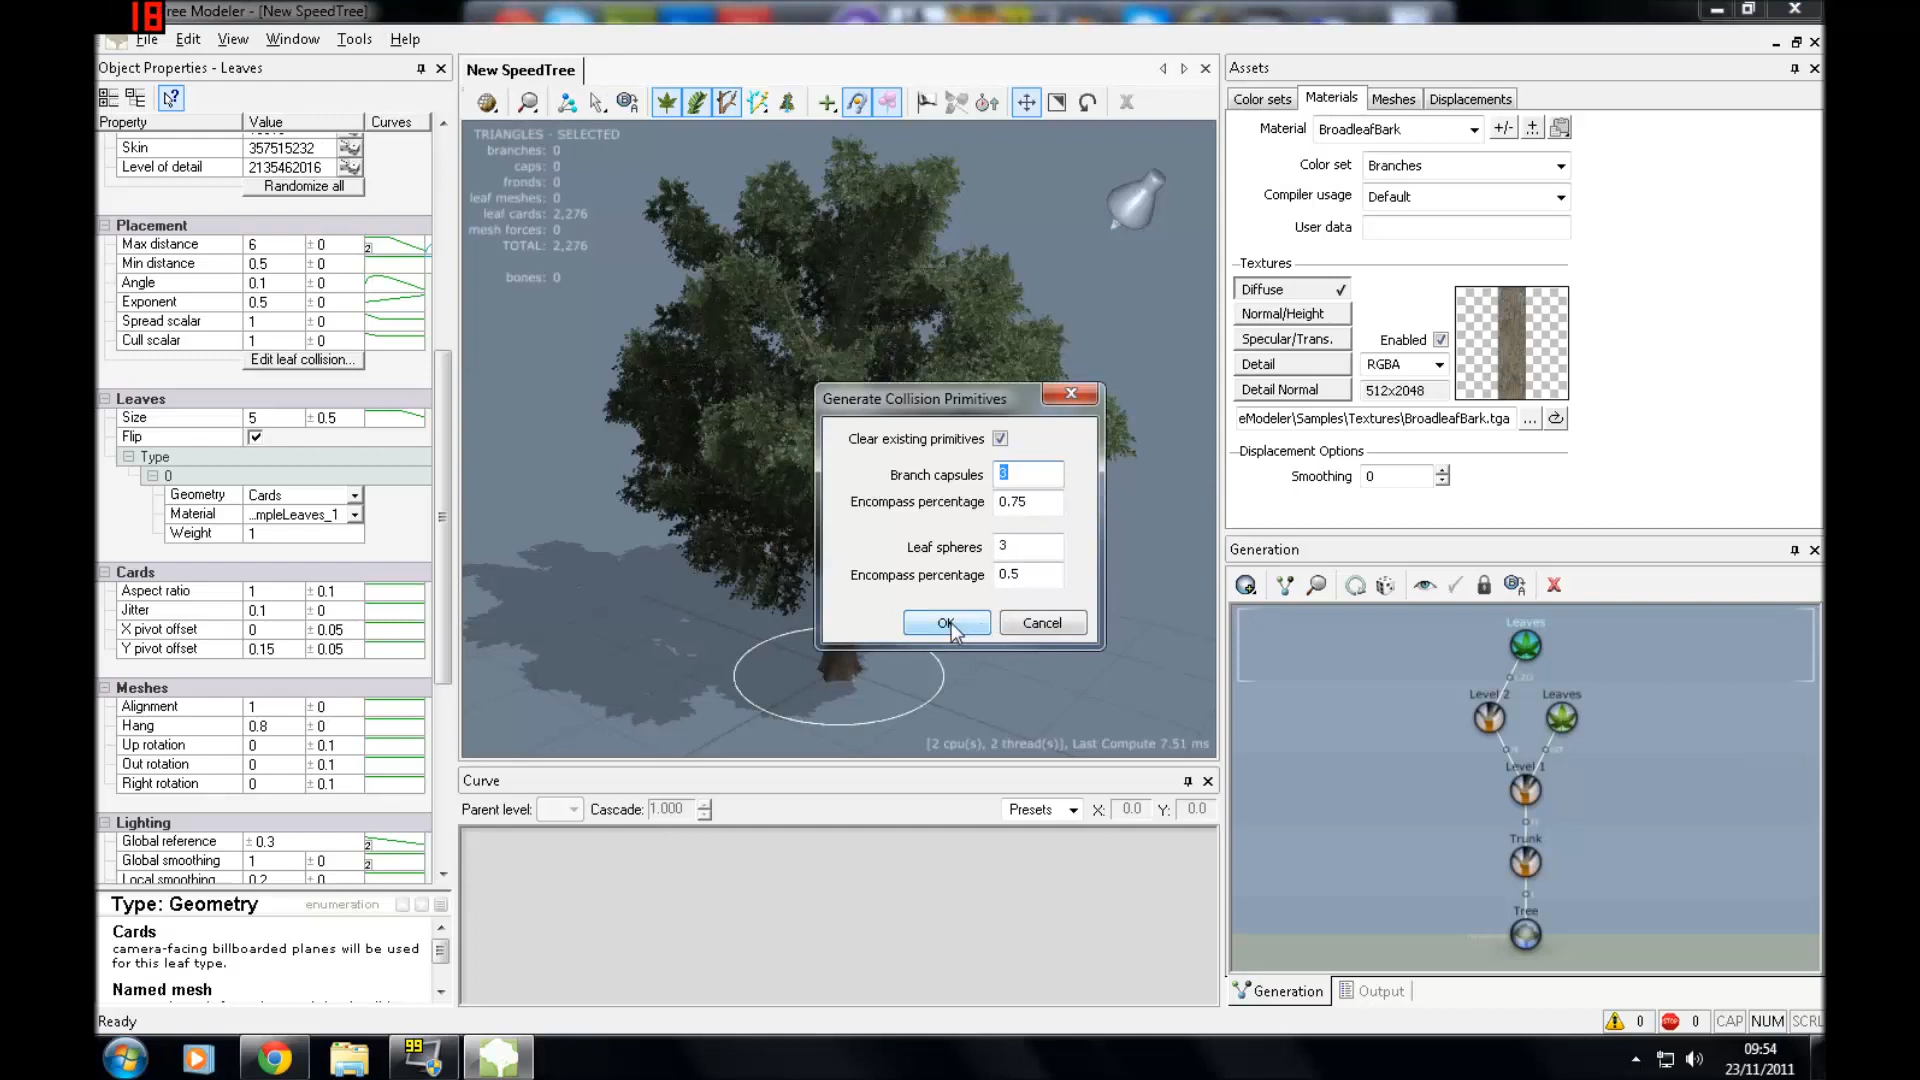 18
ree Modeler - [New SpeedTree]
File Edit View Window Tools Help
Object Properties - Leaves
Property Value Curves
Skin 357515232
Level of detail 2135462016
Randomize all
Placement
Max distance 6 ± 0 2
Min distance 0.5 ± 0
Angle 0.1 ± 0
Exponent 0.5 ± 0
Spread scalar 1 ± 0
Cull scalar 1 ± 0
Edit leaf collision...
Leaves
Size 5 ± 0.5
Flip
Type
0
Geometry Cards
Material ...mpleLeaves_1
Weight 1
Cards
Aspect ratio 1 ± 0.1
Jitter 0.1 ± 0
X pivot offset 0 ± 0.05
Y pivot offset 0.15 ± 0.05
Meshes
Alignment 1 ± 0
Hang 0.8 ± 0
Up rotation 0 ± 0.1
Out rotation 0 ± 0.1
Right rotation 0 ± 0.1
Lighting
Global reference ± 0.3 2
Global smoothing 1 ± 0 2
Local smoothing 0.2 ± 0
Type: Geometry enumeration
Cards
camera-facing billboarded planes will be used
for this leaf type.
Named mesh
Ready
New SpeedTree
TRIANGLES - SELECTED
branches: 0
caps: 0
fronds: 0
leaf meshes: 0
leaf cards: 2,276
mesh forces: 0
TOTAL: 2,276
bones: 0
Generate Collision Primitives
Clear existing primitives
Branch capsules 3
Encompass percentage 0.75
Leaf spheres 3
Encompass percentage 0.5
OK Cancel
[2 cpu(s), 2 thread(s)], Last Compute 7.51 ms
Curve
Parent level: Cascade: 1.000 Presets X: 0.0 Y: 0.0
Assets
Color sets Materials Meshes Displacements
Material BroadleafBark +/-
Color set Branches
Compiler usage Default
User data
Textures
Diffuse
Normal/Height
Specular/Trans. Enabled
Detail RGBA
Detail Normal 512x2048
eModeler\Samples\Textures\BroadleafBark.tga ...
Displacement Options
Smoothing 0
Generation
Leaves
Level 2 Leaves
Level 1
Trunk
Tree
Generation Output
0 STOP 0 CAP NUM SCRL
99
09:54
23/11/2011